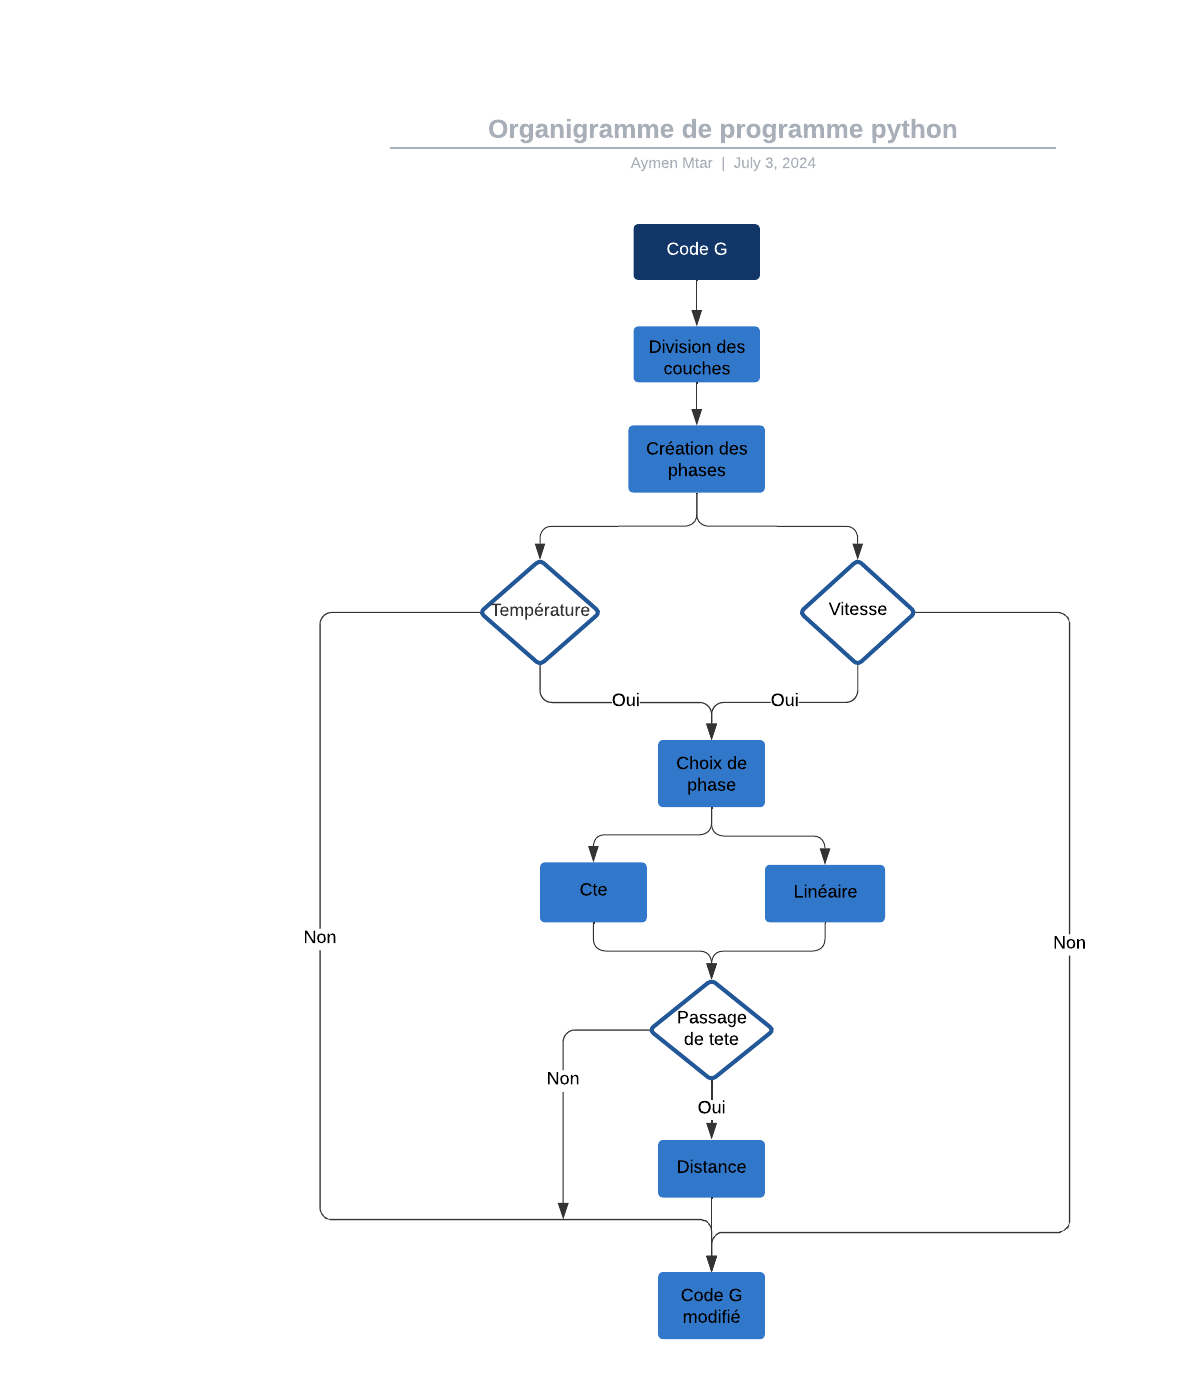 Organigramme de programme python
Aymen Mtar | July 3, 2024
Code G
Division des
couches
Création des
phases
Température
Vitesse
Oui
Oui
Choix de
phase
Cte
Linéaire
Non
Non
Passage
de tete
Non
Oui
Distance
Code G
modifié